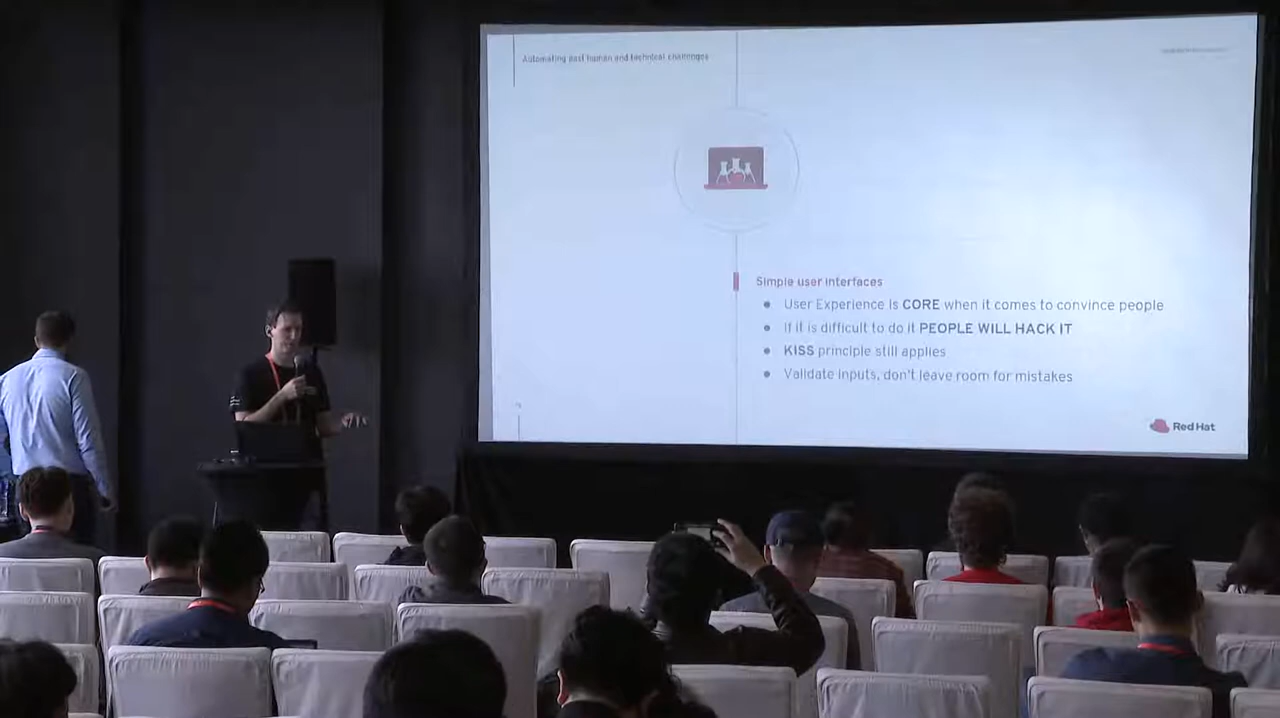 Automating past human and technical challenges
Simple user interfaces
User Experience is CORE when it comes to convince people
If it is difficult to do it PEOPLE WILL HACK IT
KISS principle still applies
Validate inputs, don't leave room for mistakes
Red Hat